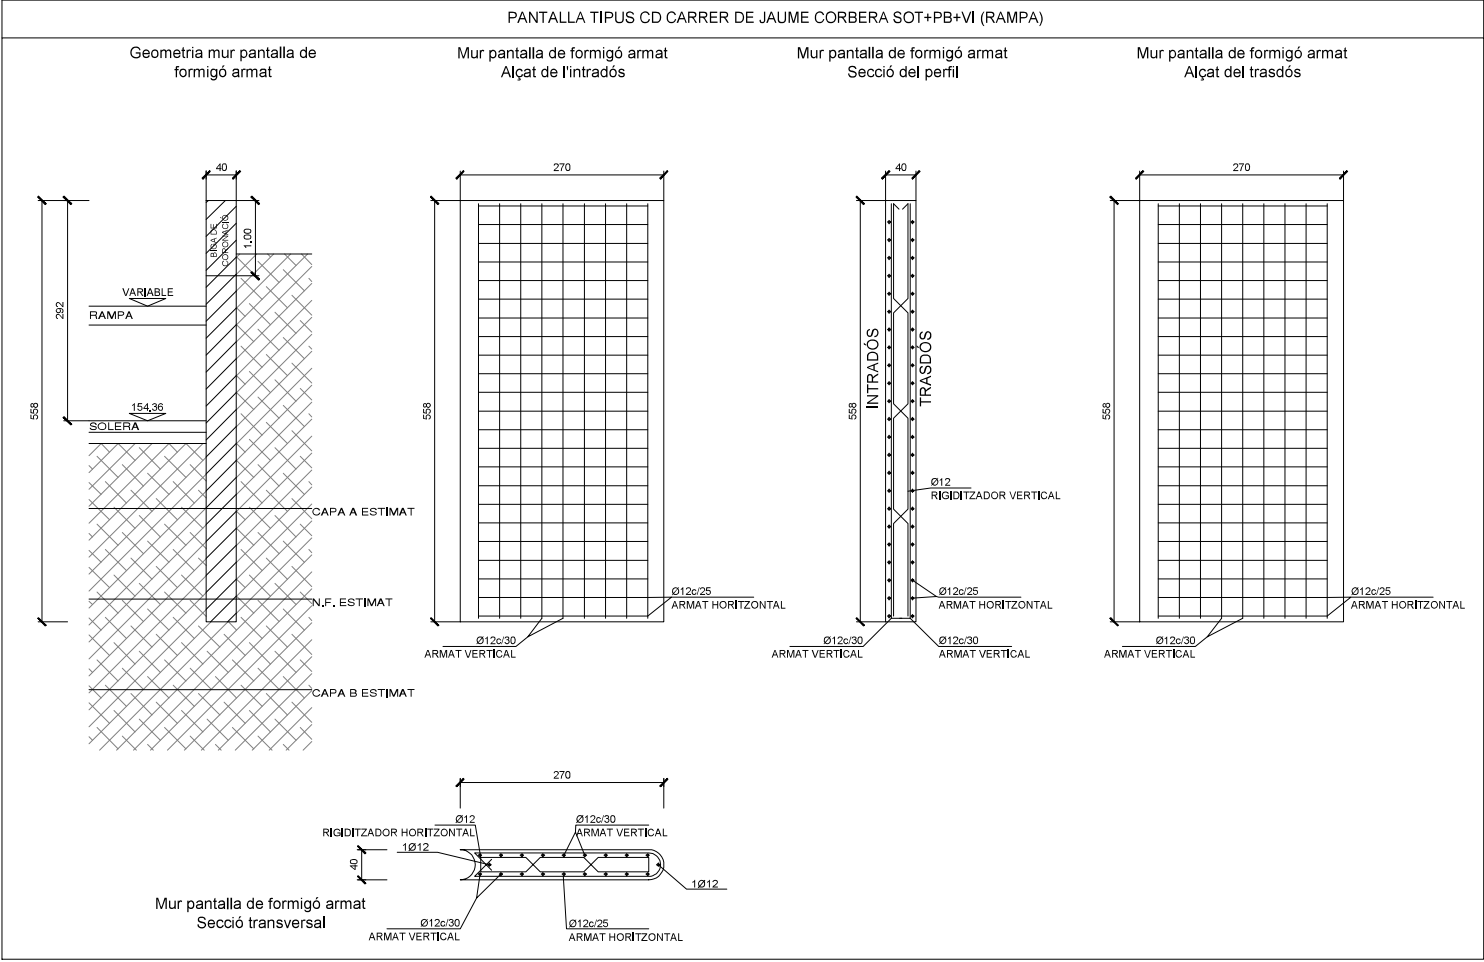 PANTALLA TIPUS CD CARRER DE JAUME CORBERA SOT+PB+VI (RAMPA)
Geometria mur pantalla de
formigó armat
Mur pantalla de formigó armat
Alçat de l'intradós
Mur pantalla de formigó armat
Secció del perfil
Mur pantalla de formigó armat
Alçat del trasdós
40
558
292
BIGA DE
CORONACIÓ
1.00
VARIABLE
RAMPA
154.36
SOLERA
CAPA A ESTIMAT
N.F. ESTIMAT
CAPA B ESTIMAT
270
558
Ø12c/25
ARMAT HORITZONTAL
Ø12c/30
ARMAT VERTICAL
40
558
INTRADÓS
TRASDÓS
Ø12
RIGIDITZADOR VERTICAL
Ø12c/25
ARMAT HORITZONTAL
Ø12c/30
ARMAT VERTICAL
Ø12c/30
ARMAT VERTICAL
270
558
Ø12c/25
ARMAT HORITZONTAL
Ø12c/30
ARMAT VERTICAL
270
Ø12
RIGIDITZADOR HORITZONTAL
Ø12c/30
ARMAT VERTICAL
1Ø12
40
1Ø12
Mur pantalla de formigó armat
Secció transversal
Ø12c/30
ARMAT VERTICAL
Ø12c/25
ARMAT HORITZONTAL